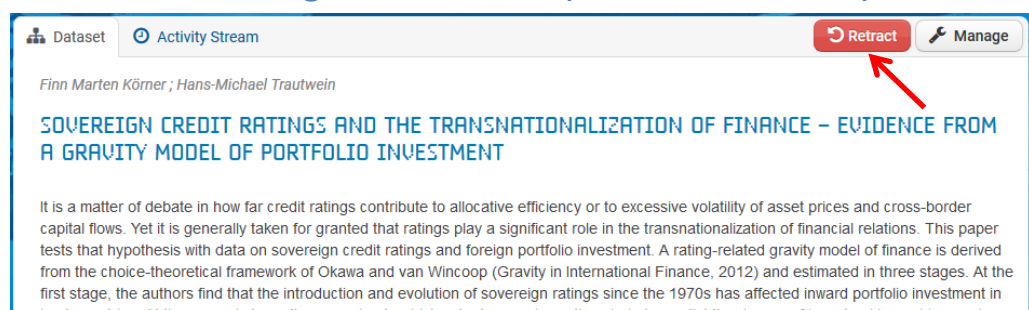 Dataset Activity Stream Retract Manage
Finn Marten Körner ; Hans-Michael Trautwein
SOVEREIGN CREDIT RATINGS AND THE TRANSNATIONALIZATION OF FINANCE – EVIDENCE FROM
A GRAVITY MODEL OF PORTFOLIO INVESTMENT
It is a matter of debate in how far credit ratings contribute to allocative efficiency or to excessive volatility of asset prices and cross-border
capital flows. Yet it is generally taken for granted that ratings play a significant role in the transnationalization of financial relations. This paper
tests that hypothesis with data on sovereign credit ratings and foreign portfolio investment. A rating-related gravity model of finance is derived
from the choice-theoretical framework of Okawa and van Wincoop (Gravity in International Finance, 2012) and estimated in three stages. At the
first stage, the authors find that the introduction and evolution of sovereign ratings since the 1970s has affected inward portfolio investment in